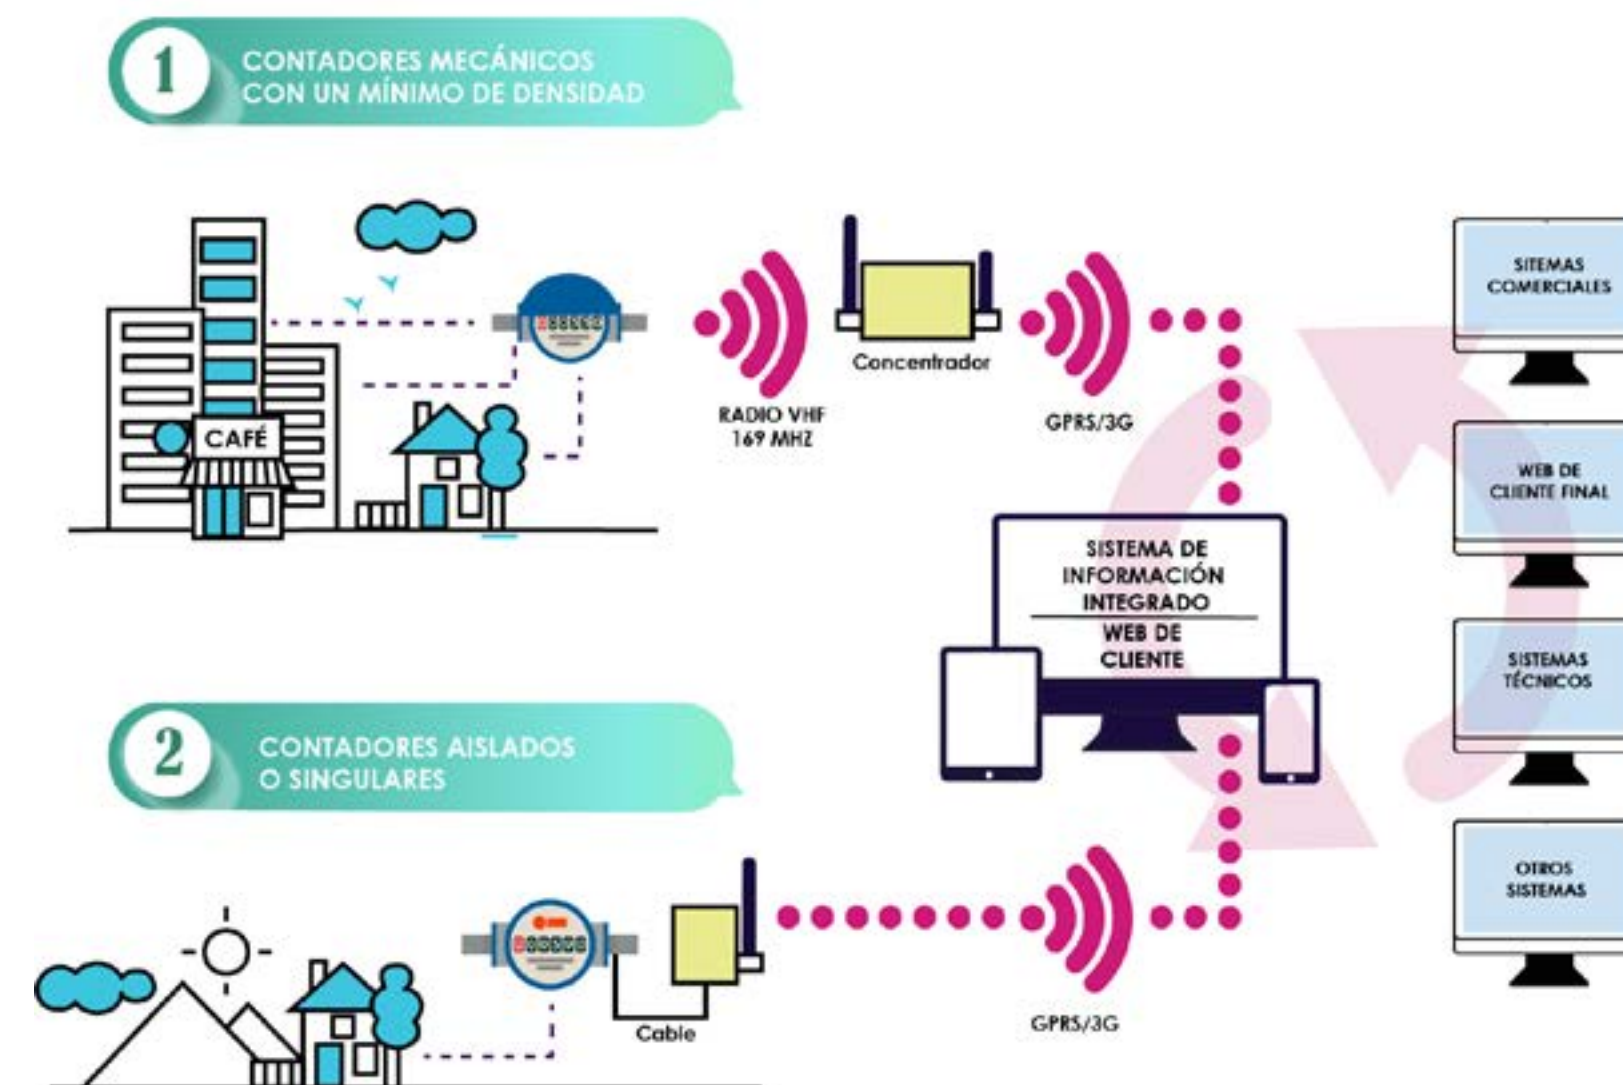 1
CONTADORES MECÁNICOS
CON UN MÍNIMO DE DENSIDAD
CAFÉ
RADIO VHF
169 MHZ
Concentrador
GPRS/3G
SITEMAS
COMERCIALES
WEB DE
CLIENTE FINAL
SISTEMA DE
INFORMACIÓN
INTEGRADO
WEB DE
CLIENTE
SISTEMAS
TÉCNICOS
OTROS
SISTEMAS
2
CONTADORES AISLADOS
O SINGULARES
Cable
GPRS/3G